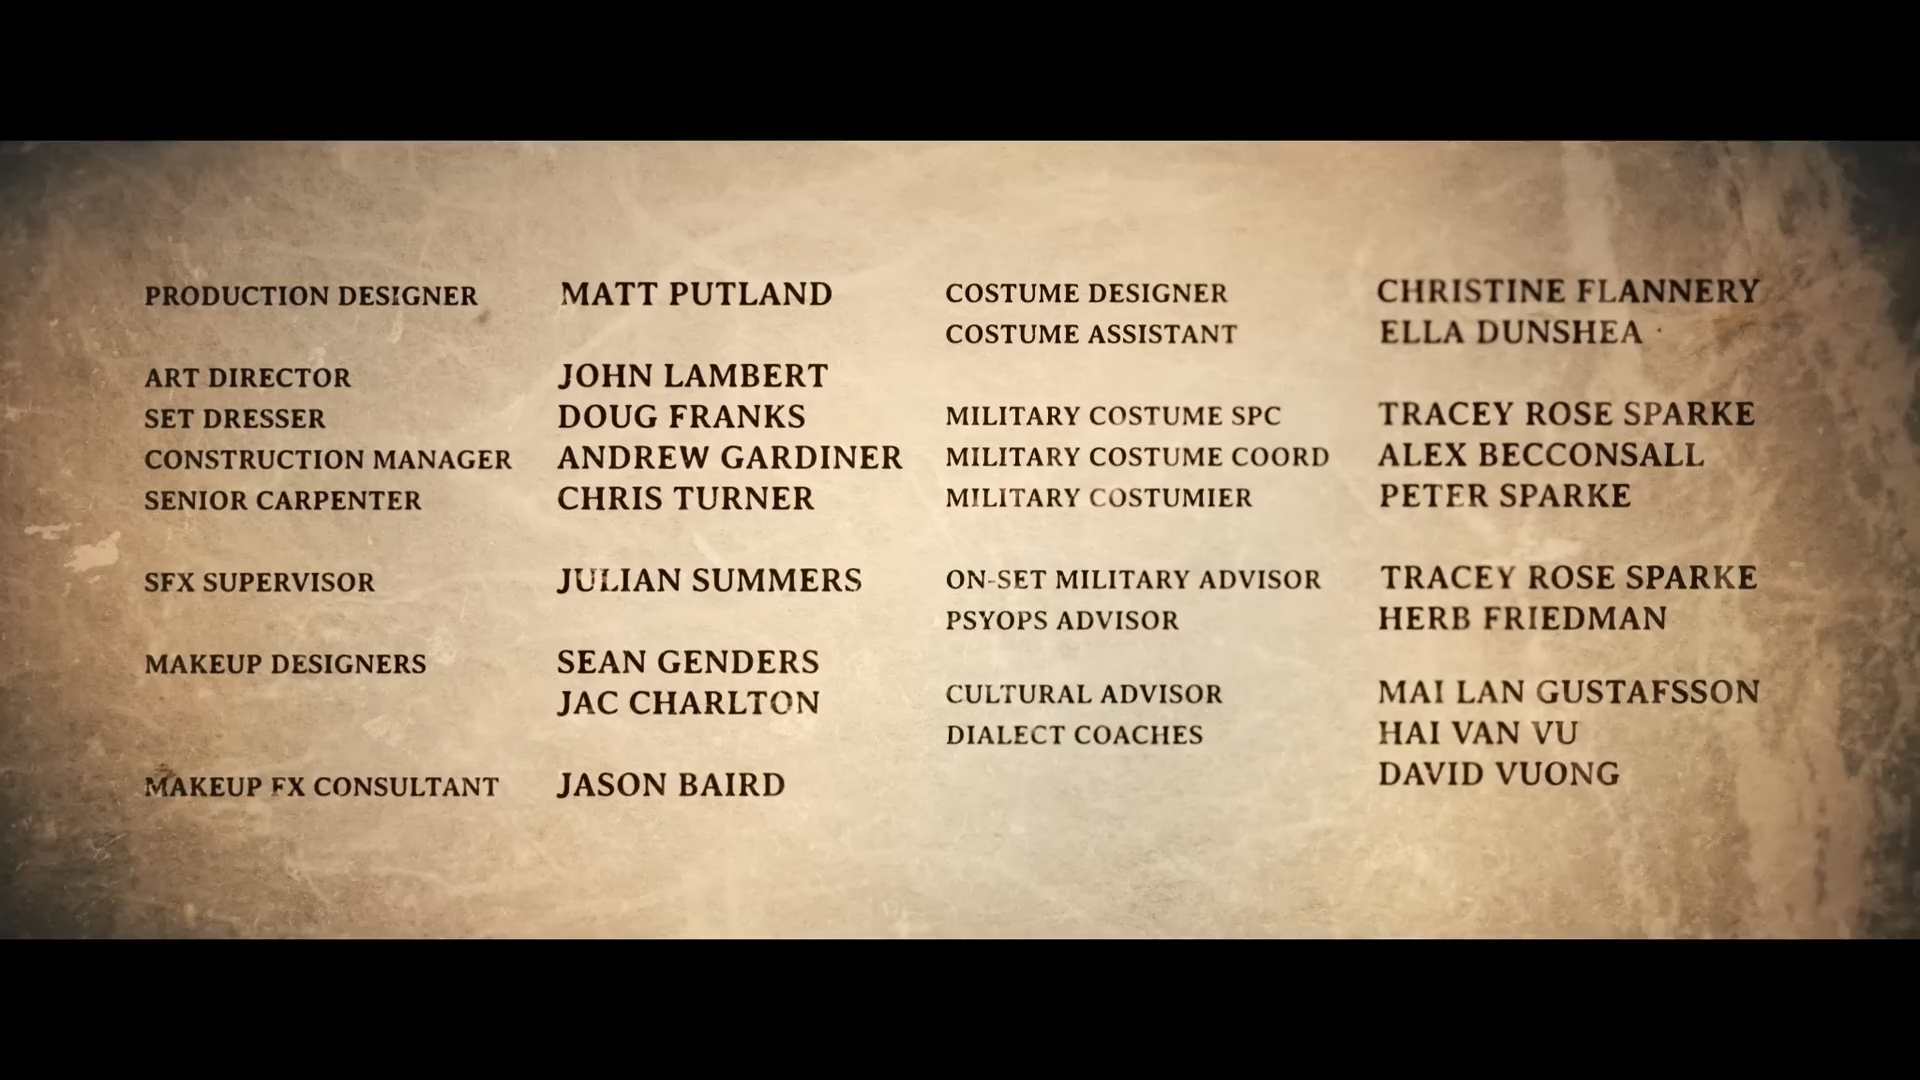 PRODUCTION DESIGNER MATT PUTLAND
ART DIRECTOR JOHN LAMBERT
SET DRESSER DOUG FRANKS
CONSTRUCTION MANAGER ANDREW GARDINER
SENIOR CARPENTER CHRIS TURNER
SFX SUPERVISOR JULIAN SUMMERS
MAKEUP DESIGNERS SEAN GENDERS
JAC CHARLTON
MAKEUP FX CONSULTANT JASON BAIRD
COSTUME DESIGNER CHRISTINE FLANNERY
COSTUME ASSISTANT ELLA DUNSHEA
MILITARY COSTUME SPC TRACEY ROSE SPARKE
MILITARY COSTUME COORD ALEX BECCONSALL
MILITARY COSTUMIER PETER SPARKE
ON-SET MILITARY ADVISOR TRACEY ROSE SPARKE
PSYOPS ADVISOR HERB FRIEDMAN
CULTURAL ADVISOR MAI LAN GUSTAFSSON
DIALECT COACHES HAI VAN VU
DAVID VUONG